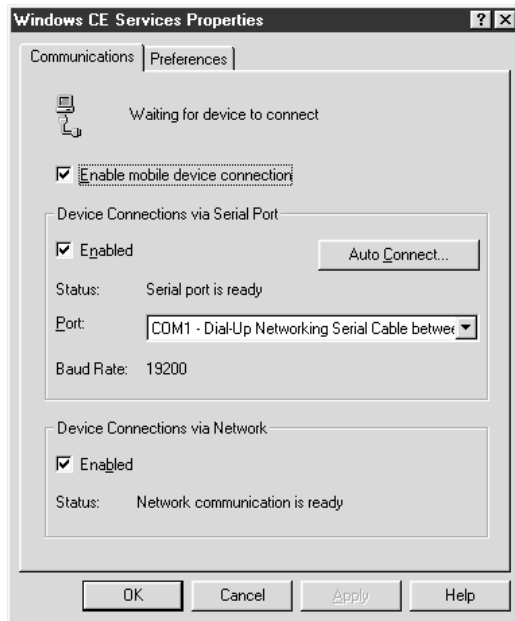 Windows CE Services Properties
Communications Preferences
Waiting for device to connect
Enable mobile device connection
Device Connections via Serial Port
Enabled Auto Connect...
Status: Serial port is ready
Port: COM1 - Dial-Up Networking Serial Cable betwee
Baud Rate: 19200
Device Connections via Network
Enabled
Status: Network communication is ready
OK Cancel Apply Help